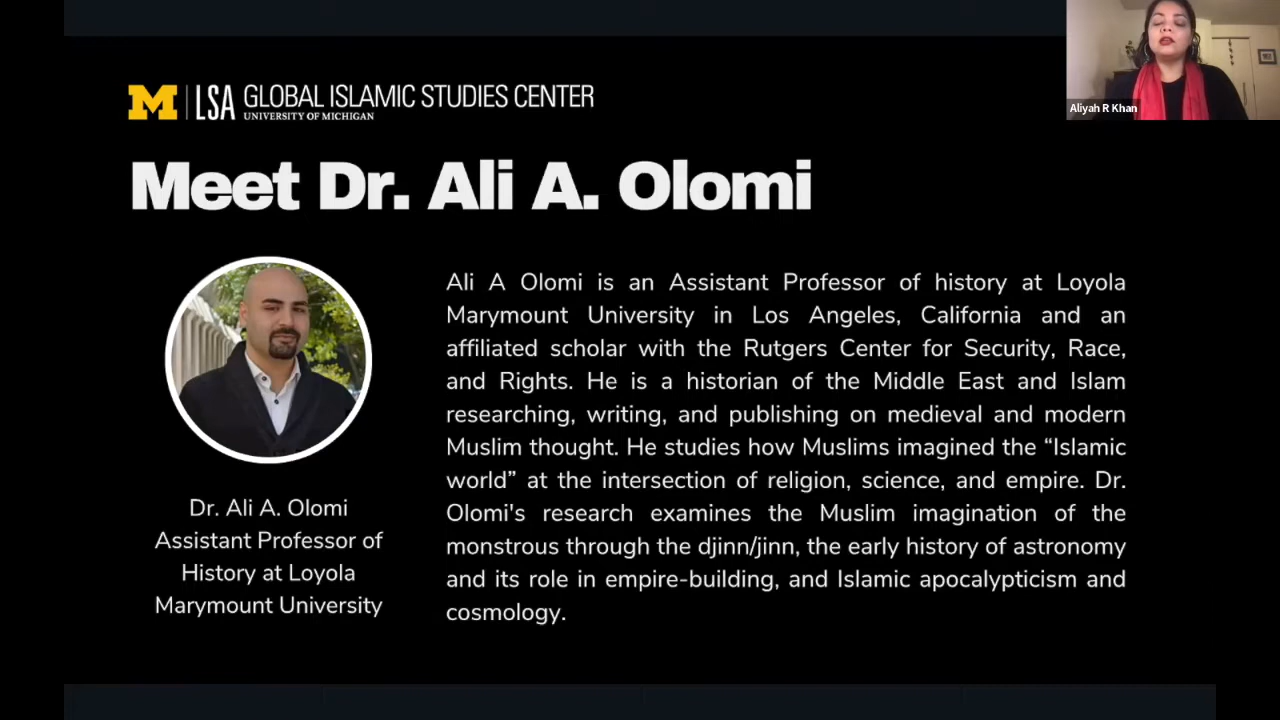 M | LSA GLOBAL ISLAMIC STUDIES CENTER
UNIVERSITY OF MICHIGAN
Aliyah R Khan
Meet Dr. Ali A. Olomi
Dr. Ali A. Olomi
Assistant Professor of
History at Loyola
Marymount University
Ali A Olomi is an Assistant Professor of history at Loyola
Marymount University in Los Angeles, California and an
affiliated scholar with the Rutgers Center for Security, Race,
and Rights. He is a historian of the Middle East and Islam
researching, writing, and publishing on medieval and modern
Muslim thought. He studies how Muslims imagined the “Islamic
world” at the intersection of religion, science, and empire. Dr.
Olomi's research examines the Muslim imagination of the
monstrous through the djinn/jinn, the early history of astronomy
and its role in empire-building, and Islamic apocalypticism and
cosmology.